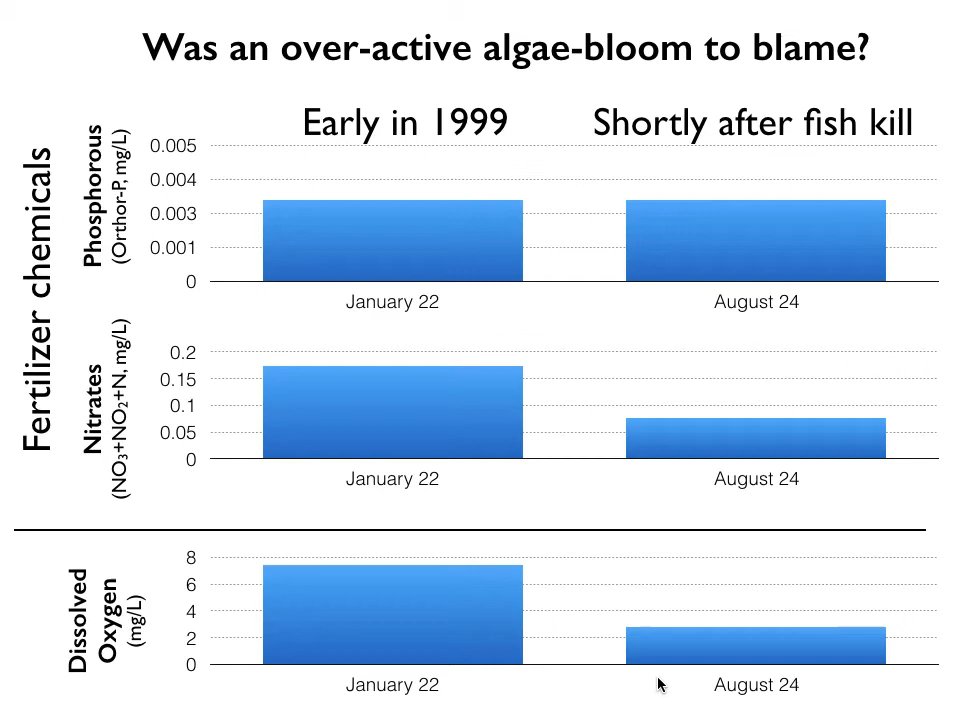 Was an over-active algae-bloom to blame?
Early in 1999
Shortly after fish kill
Fertilizer chemicals
Phosphorous
(Orthor-P, mg/L)
0.005
0.004
0.003
0.001
0
January 22
August 24
Nitrates
(NO₃+NO₂+N, mg/L)
0.2
0.15
0.1
0.05
0
January 22
August 24
Dissolved
Oxygen
(mg/L)
8
6
4
2
0
January 22
August 24